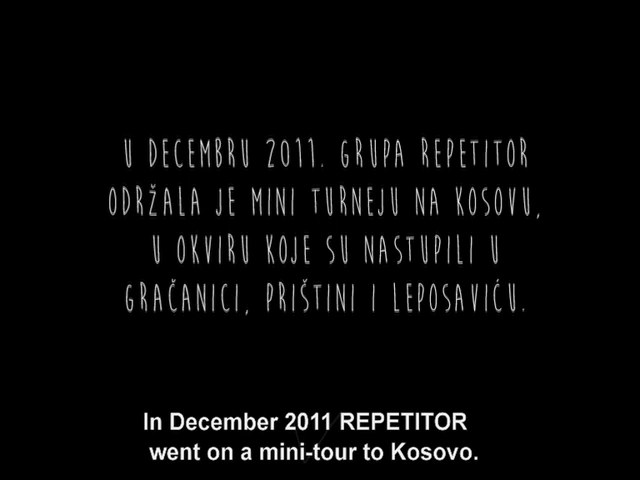 U DECEMBRU 2011. GRUPA REPETITOR
ODRŽALA JE MINI TURNEJU NA KOSOVU,
U OKVIRU KOJE SU NASTUPILI U
GRAČANICI, PRIŠTINI I LEPOSAVIĆU.
In December 2011 REPETITOR
went on a mini-tour to Kosovo.